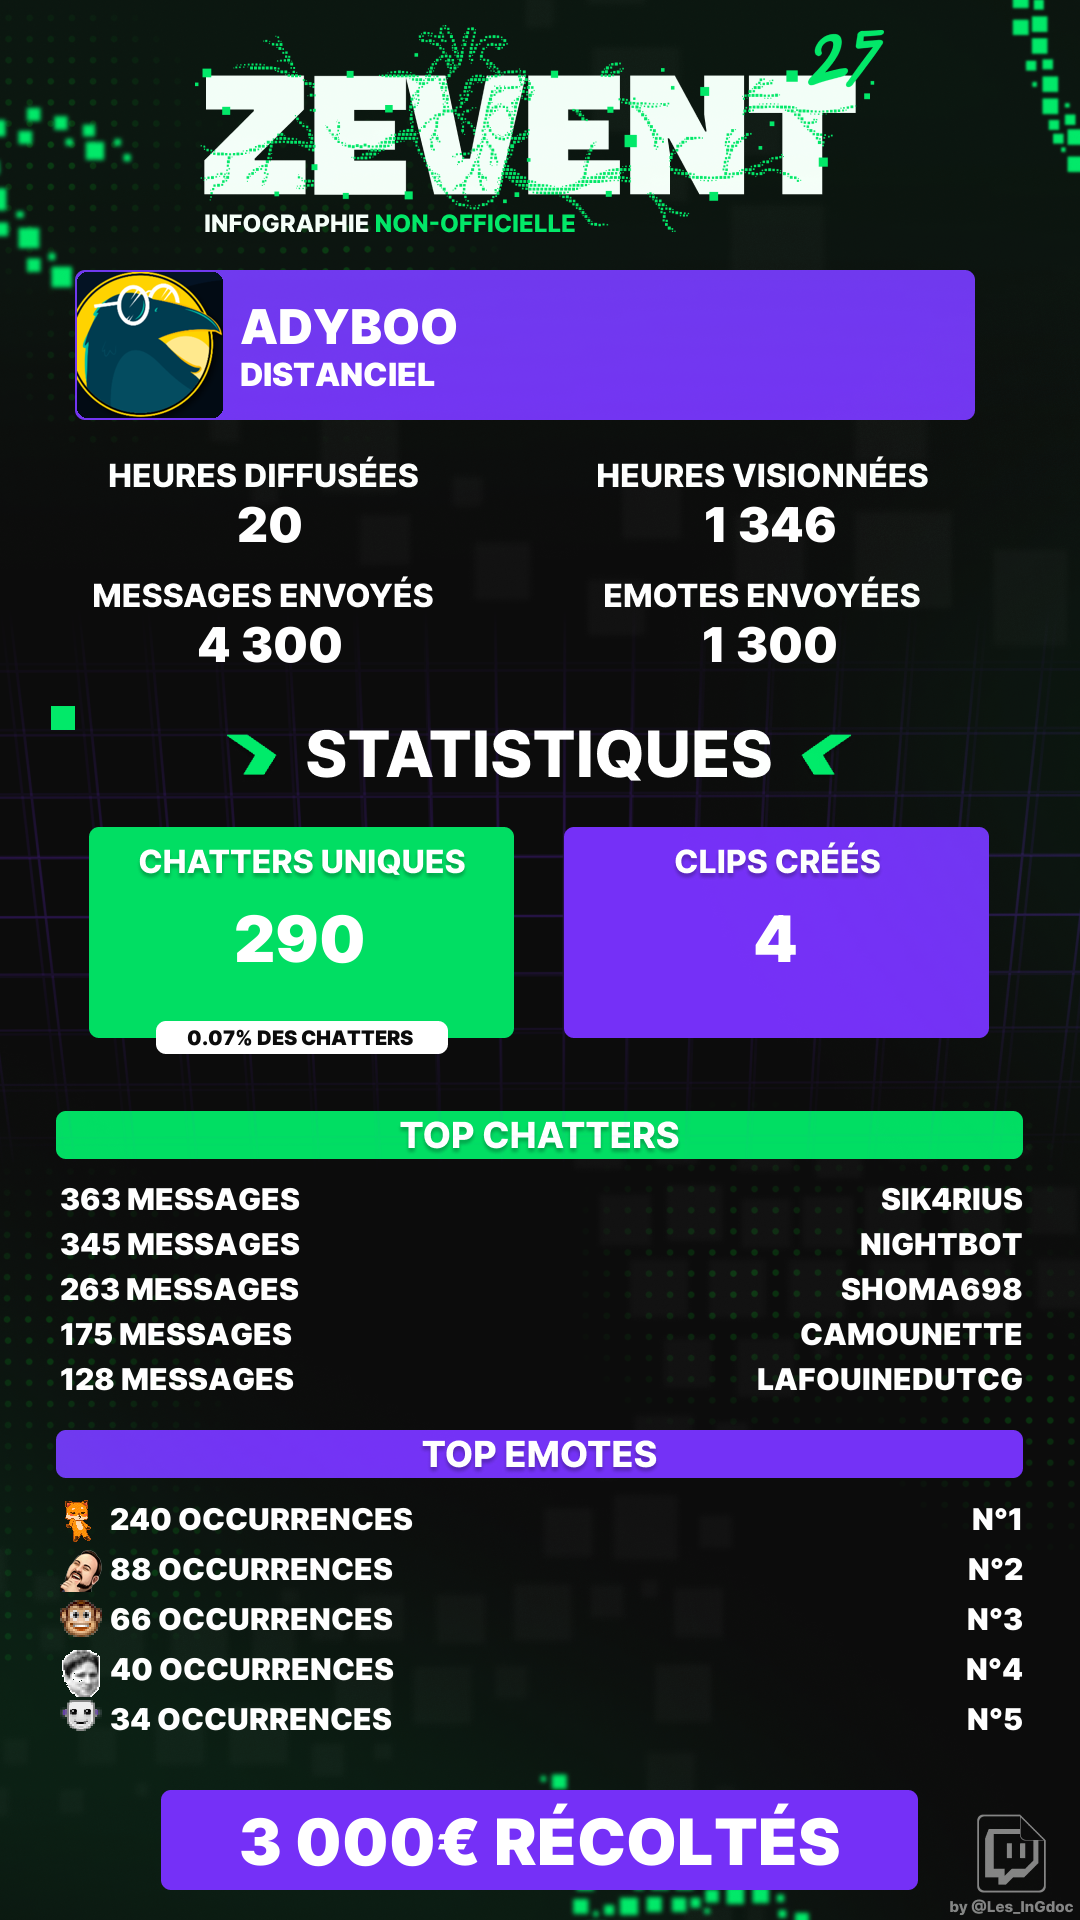 ZEVENT 25
INFOGRAPHIE NON-OFFICIELLE
ADYBOO
DISTANCIEL
HEURES DIFFUSÉES
20
HEURES VISIONNÉES
1 346
MESSAGES ENVOYÉS
4 300
EMOTES ENVOYÉES
1 300
STATISTIQUES
CHATTERS UNIQUES
290
0.07% DES CHATTERS
CLIPS CRÉÉS
4
TOP CHATTERS
363 MESSAGES SIK4RIUS
345 MESSAGES NIGHTBOT
263 MESSAGES SHOMA698
175 MESSAGES CAMOUNETTE
128 MESSAGES LAFOUINEDUTCG
TOP EMOTES
240 OCCURRENCES N°1
88 OCCURRENCES N°2
66 OCCURRENCES N°3
40 OCCURRENCES N°4
34 OCCURRENCES N°5
3 000€ RÉCOLTÉS
by @Les_InGdoc